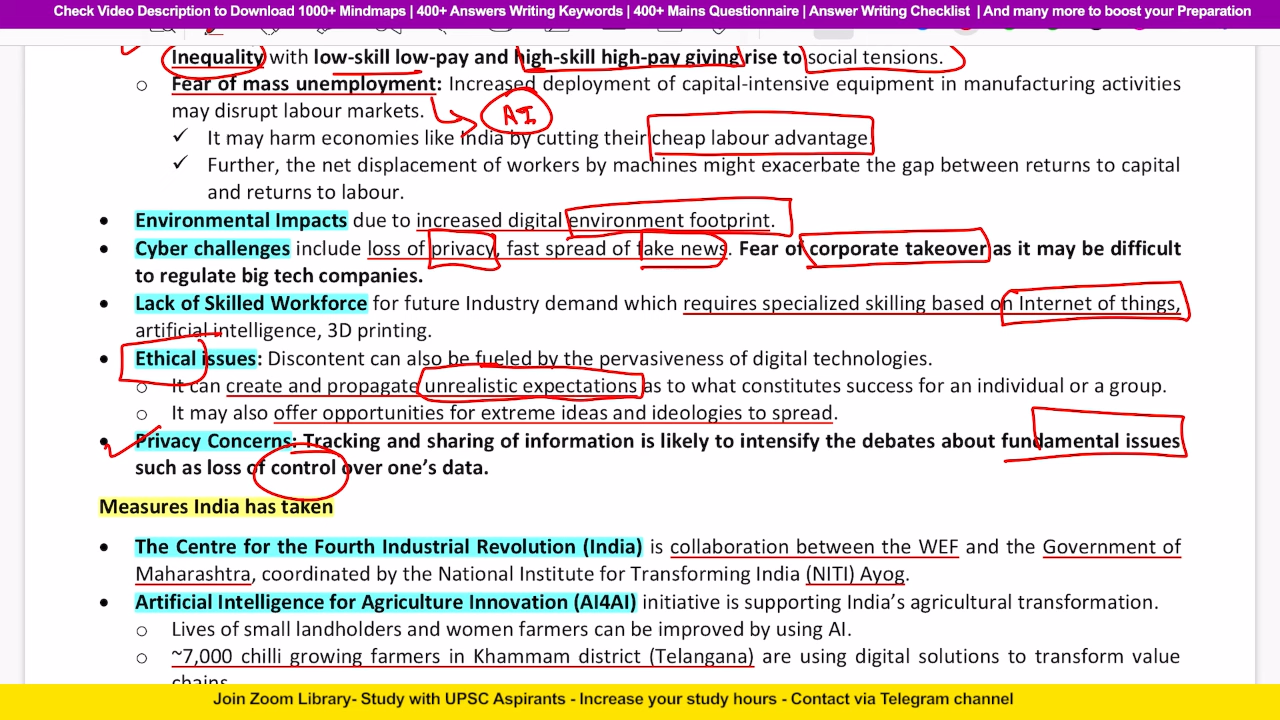 Check Video Description to Download 1000+ Mindmaps | 400+ Answers Writing Keywords | 400+ Mains Questionnaire | Answer Writing Checklist | And many more to boost your Preparation
Inequality with low-skill low-pay and high-skill high-pay giving rise to social tensions.
o Fear of mass unemployment: Increased deployment of capital-intensive equipment in manufacturing activities
may disrupt labour markets.
AI
✓ It may harm economies like India by cutting their cheap labour advantage.
✓ Further, the net displacement of workers by machines might exacerbate the gap between returns to capital
and returns to labour.
• Environmental Impacts due to increased digital environment footprint.
• Cyber challenges include loss of privacy, fast spread of fake news. Fear of corporate takeover as it may be difficult
to regulate big tech companies.
• Lack of Skilled Workforce for future Industry demand which requires specialized skilling based on Internet of things,
artificial intelligence, 3D printing.
• Ethical issues: Discontent can also be fueled by the pervasiveness of digital technologies.
o It can create and propagate unrealistic expectations as to what constitutes success for an individual or a group.
o It may also offer opportunities for extreme ideas and ideologies to spread.
• Privacy Concerns: Tracking and sharing of information is likely to intensify the debates about fundamental issues
such as loss of control over one's data.
Measures India has taken
• The Centre for the Fourth Industrial Revolution (India) is collaboration between the WEF and the Government of
Maharashtra, coordinated by the National Institute for Transforming India (NITI) Ayog.
• Artificial Intelligence for Agriculture Innovation (AI4AI) initiative is supporting India's agricultural transformation.
o Lives of small landholders and women farmers can be improved by using AI.
o ~7,000 chilli growing farmers in Khammam district (Telangana) are using digital solutions to transform value
chains.
Join Zoom Library- Study with UPSC Aspirants - Increase your study hours - Contact via Telegram channel